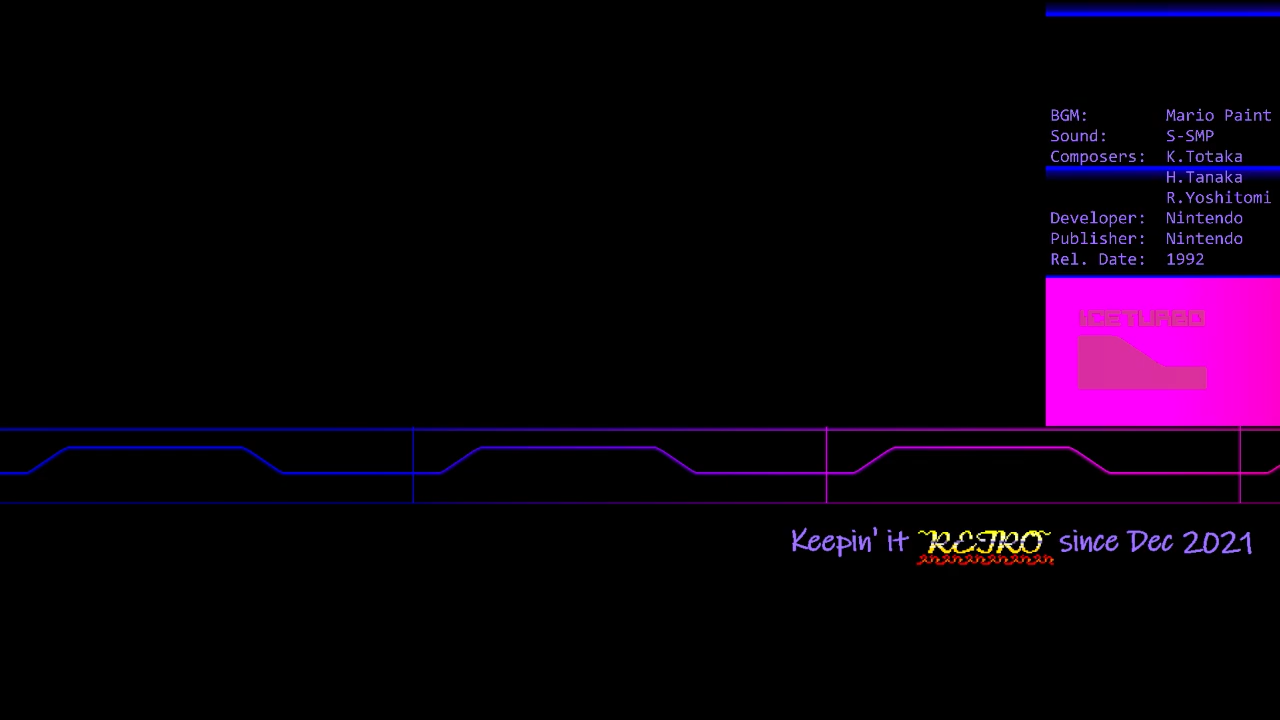 BGM: Mario Paint
Sound: S-SMP
Composers: K.Totaka
H.Tanaka
R.Yoshitomi
Developer: Nintendo
Publisher: Nintendo
Rel. Date: 1992
ICETURBO
Keepin' it RETRO since Dec 2021